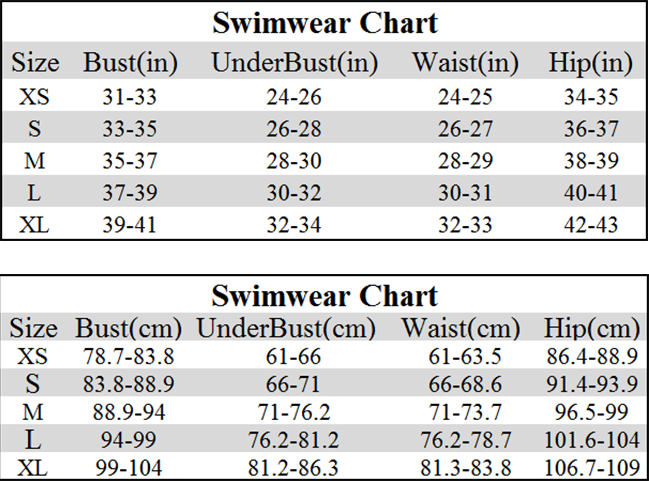 Swimwear Chart
Size Bust(in) UnderBust(in) Waist(in) Hip(in)
XS 31-33 24-26 24-25 34-35
S 33-35 26-28 26-27 36-37
M 35-37 28-30 28-29 38-39
L 37-39 30-32 30-31 40-41
XL 39-41 32-34 32-33 42-43
Swimwear Chart
Size Bust(cm) UnderBust(cm) Waist(cm) Hip(cm)
XS 78.7-83.8 61-66 61-63.5 86.4-88.9
S 83.8-88.9 66-71 66-68.6 91.4-93.9
M 88.9-94 71-76.2 71-73.7 96.5-99
L 94-99 76.2-81.2 76.2-78.7 101.6-104
XL 99-104 81.2-86.3 81.3-83.8 106.7-109